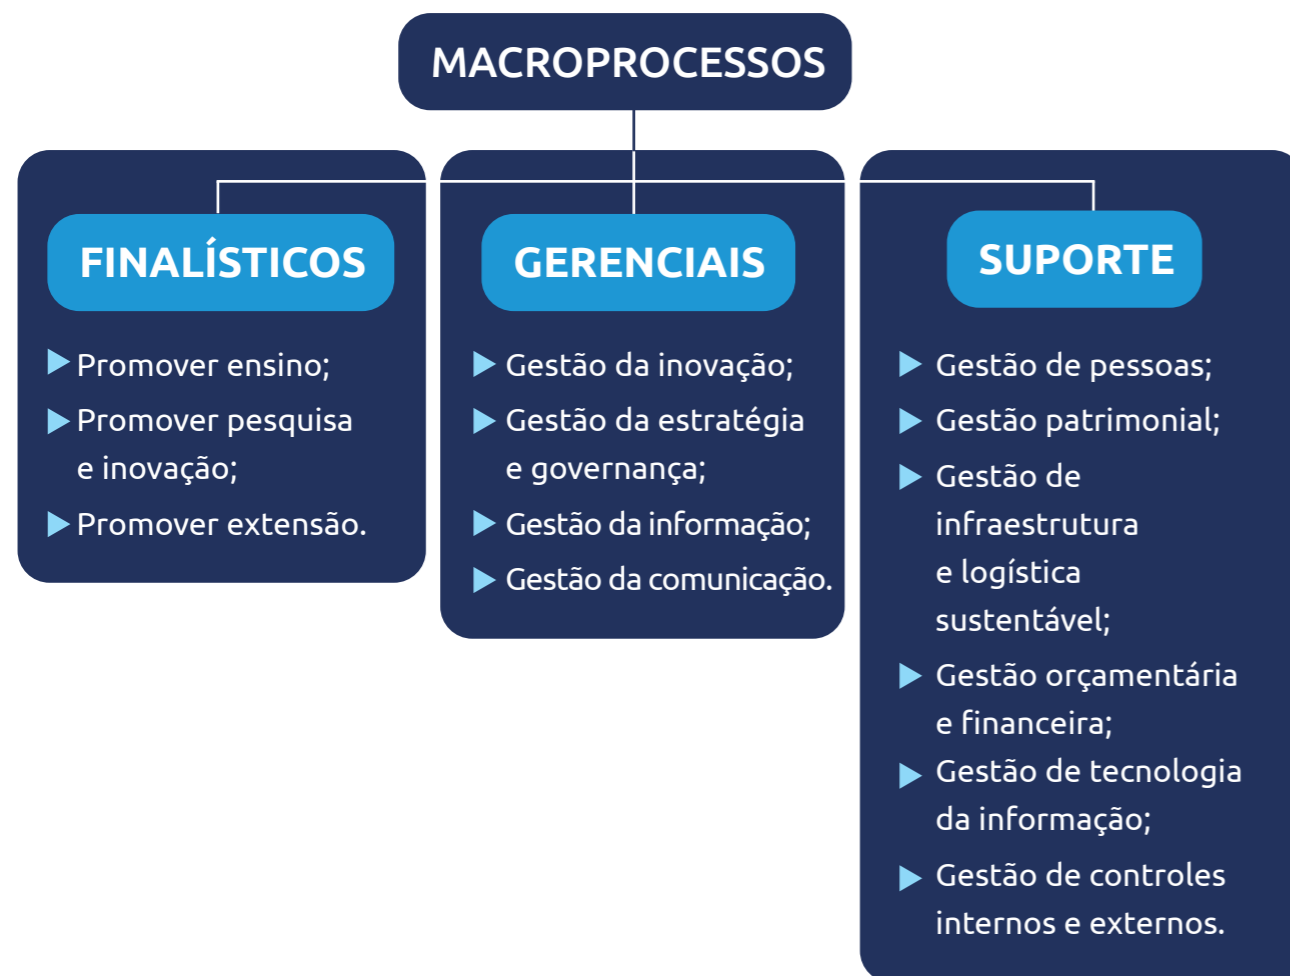 MACROPROCESSOS
FINALÍSTICOS
Promover ensino;
Promover pesquisa
e inovação;
Promover extensão.
GERENCIAIS
Gestão da inovação;
Gestão da estratégia
e governança;
Gestão da informação;
Gestão da comunicação.
SUPORTE
Gestão de pessoas;
Gestão patrimonial;
Gestão de
infraestrutura
e logística
sustentável;
Gestão orçamentária
e financeira;
Gestão de tecnologia
da informação;
Gestão de controles
internos e externos.